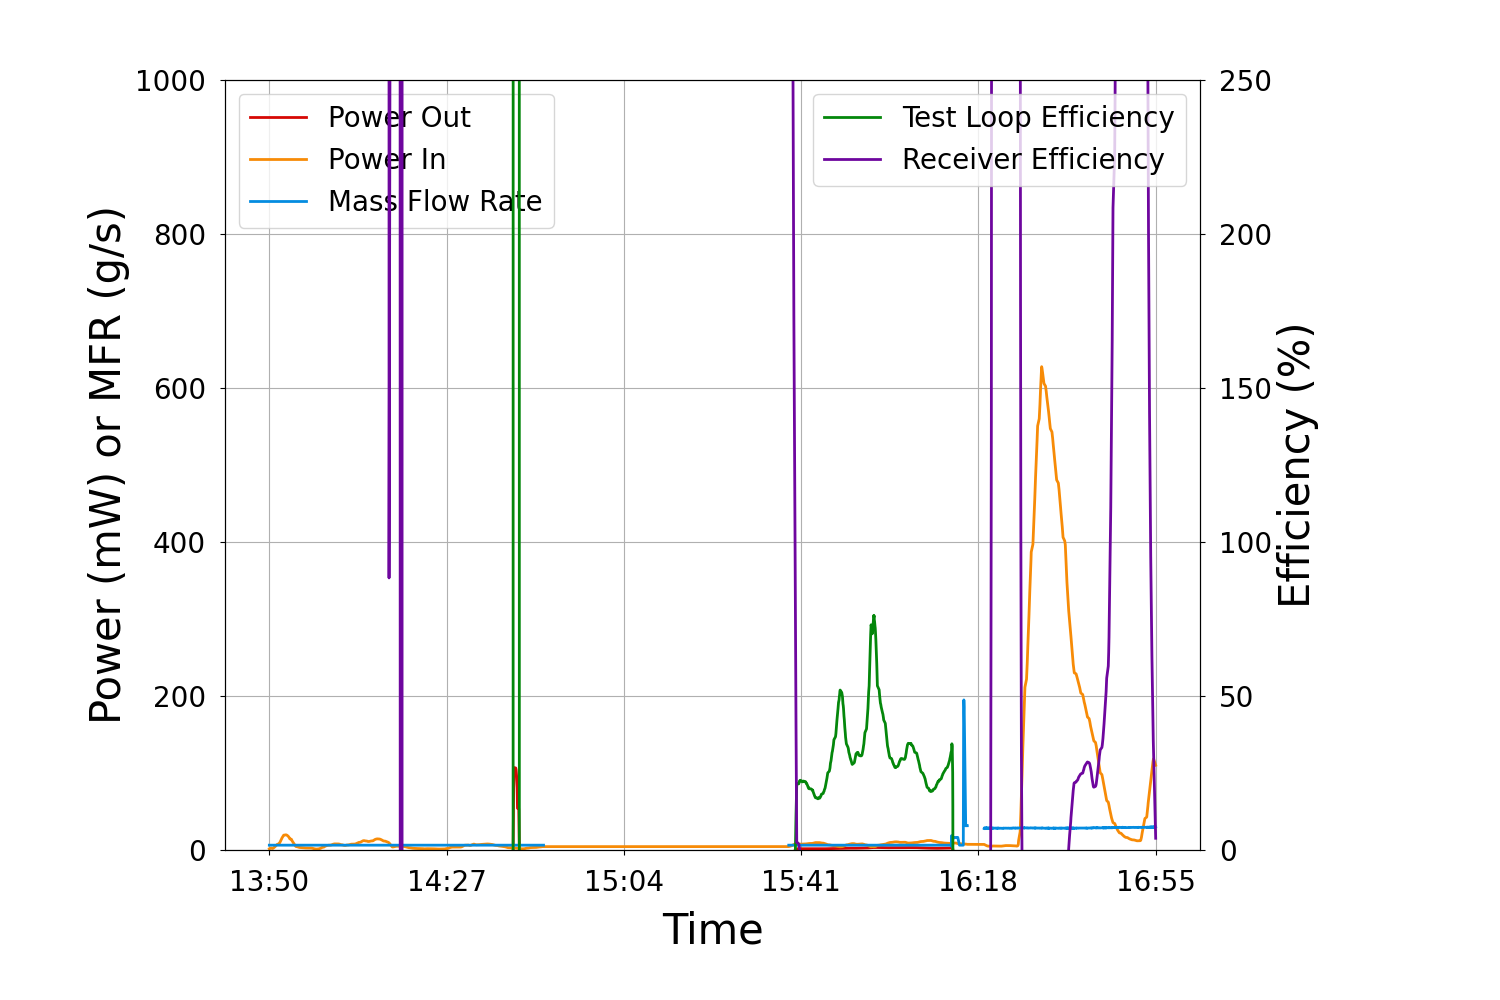 1000
800
600
400
200
0
Power (mW) or MFR (g/s)
Power Out
Power In
Mass Flow Rate
Test Loop Efficiency
Receiver Efficiency
250
200
150
100
50
0
Efficiency (%)
13:50 14:27 15:04 15:41 16:18 16:55
Time